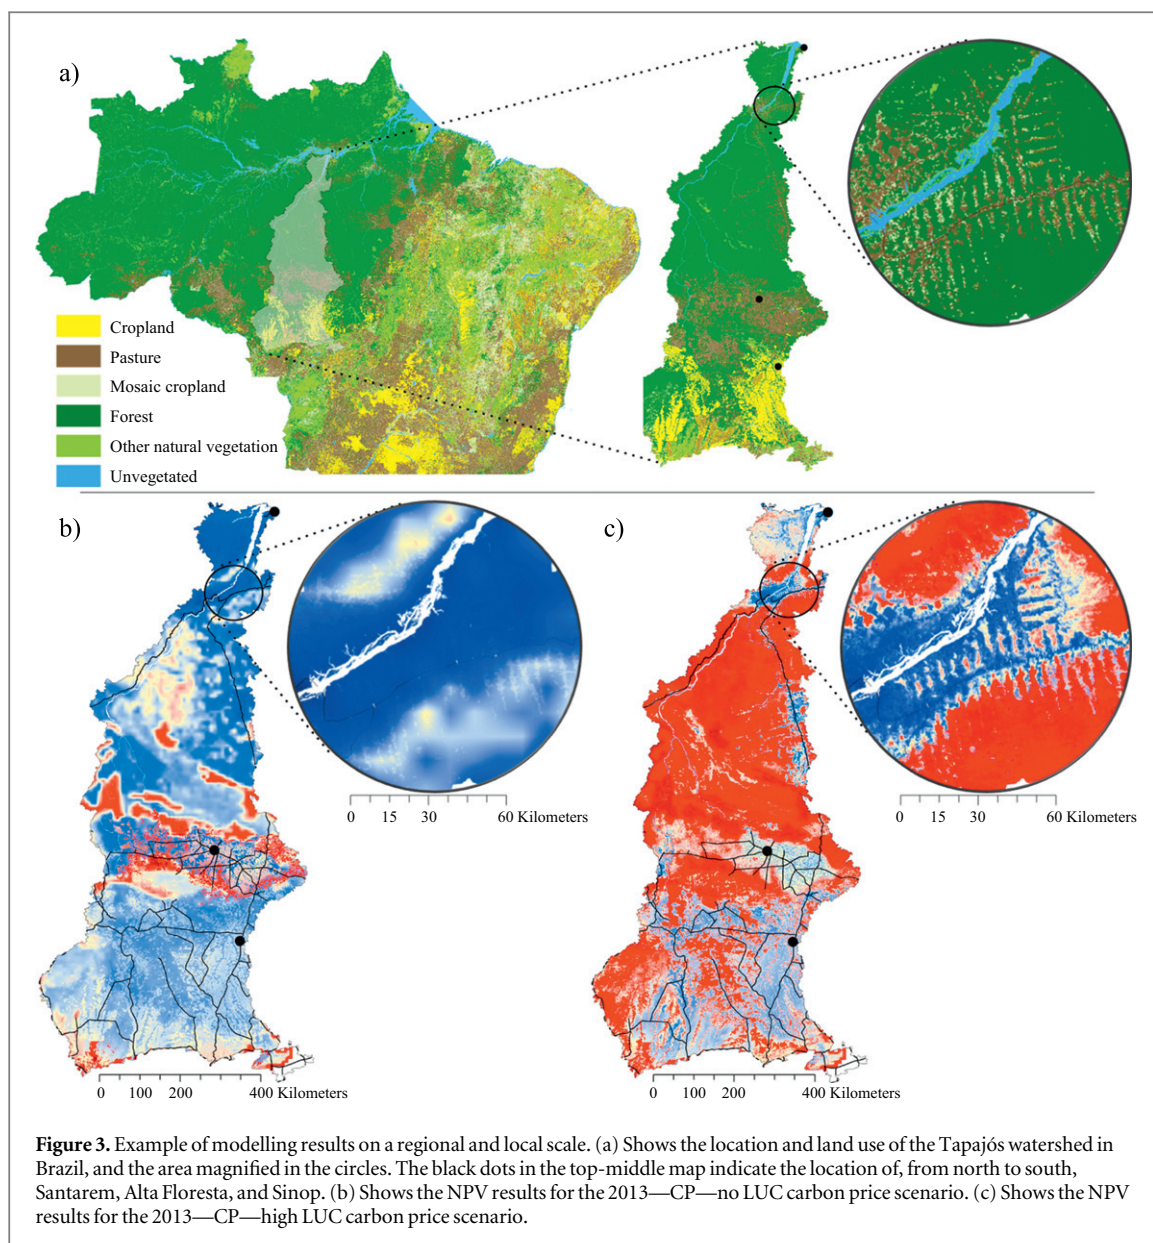 a)
Cropland
Pasture
Mosaic cropland
Forest
Other natural vegetation
Unvegetated
b)
c)
0 15 30 60 Kilometers
0 15 30 60 Kilometers
0 100 200 400 Kilometers
0 100 200 400 Kilometers
Figure 3. Example of modelling results on a regional and local scale. (a) Shows the location and land use of the Tapajós watershed in
Brazil, and the area magnified in the circles. The black dots in the top-middle map indicate the location of, from north to south,
Santarem, Alta Floresta, and Sinop. (b) Shows the NPV results for the 2013—CP—no LUC carbon price scenario. (c) Shows the NPV
results for the 2013—CP—high LUC carbon price scenario.